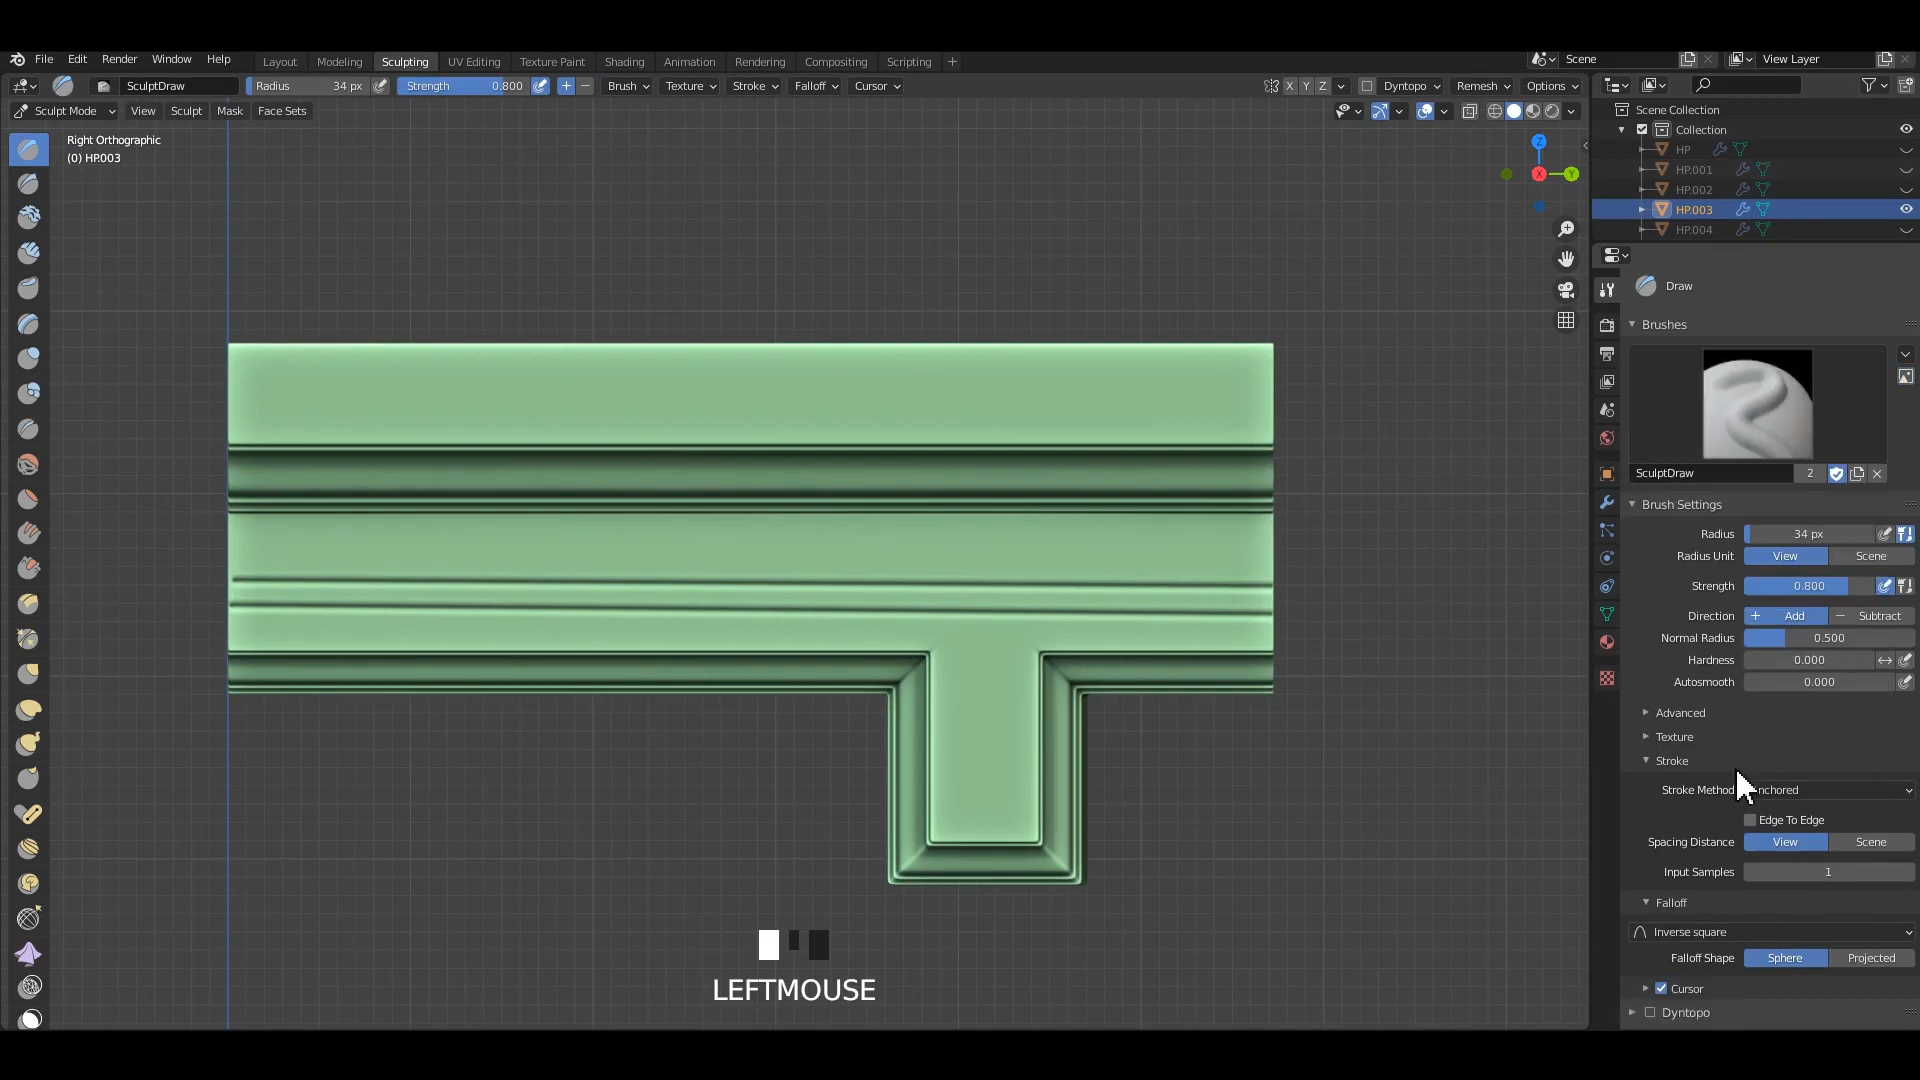 File Edit Render Window Help Layout Modeling Sculpting UV Editing Texture Paint Shading Animation Rendering Compositing Scripting + Scene View Layer
SculptDraw Radius 34 px Strength 0.800 + − Brush Texture Stroke Falloff Cursor X Y Z Dyntopo Remesh Options
Sculpt Mode View Sculpt Mask Face Sets
Right Orthographic
(0) HP.003
Z
X
Y
Scene Collection
Collection
HP
HP.001
HP.002
HP.003
HP.004
Draw
Brushes
SculptDraw 2
Brush Settings
Radius 34 px
Radius Unit View Scene
Strength 0.800
Direction + Add − Subtract
Normal Radius 0.500
Hardness 0.000
Autosmooth 0.000
Advanced
Texture
Stroke
Stroke Method nchored
Edge To Edge
Spacing Distance View Scene
Input Samples 1
Falloff
Inverse square
Falloff Shape Sphere Projected
Cursor
Dyntopo
LEFTMOUSE